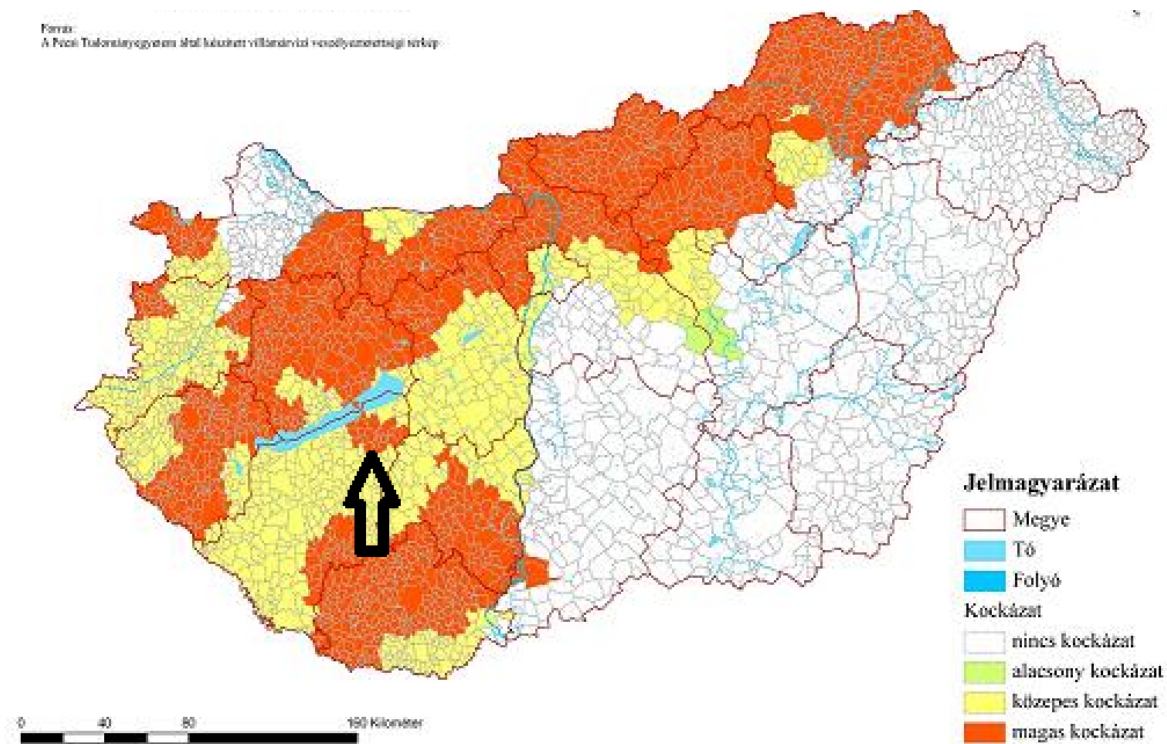 Forrás:
A Pécsi Tudományegyetem által készített villámárvízi veszélyeztetettségi térkép
Jelmagyarázat
Megye
Tó
Folyó
Kockázat
nincs kockázat
alacsony kockázat
közepes kockázat
magas kockázat
0 40 80 160 Kilométer